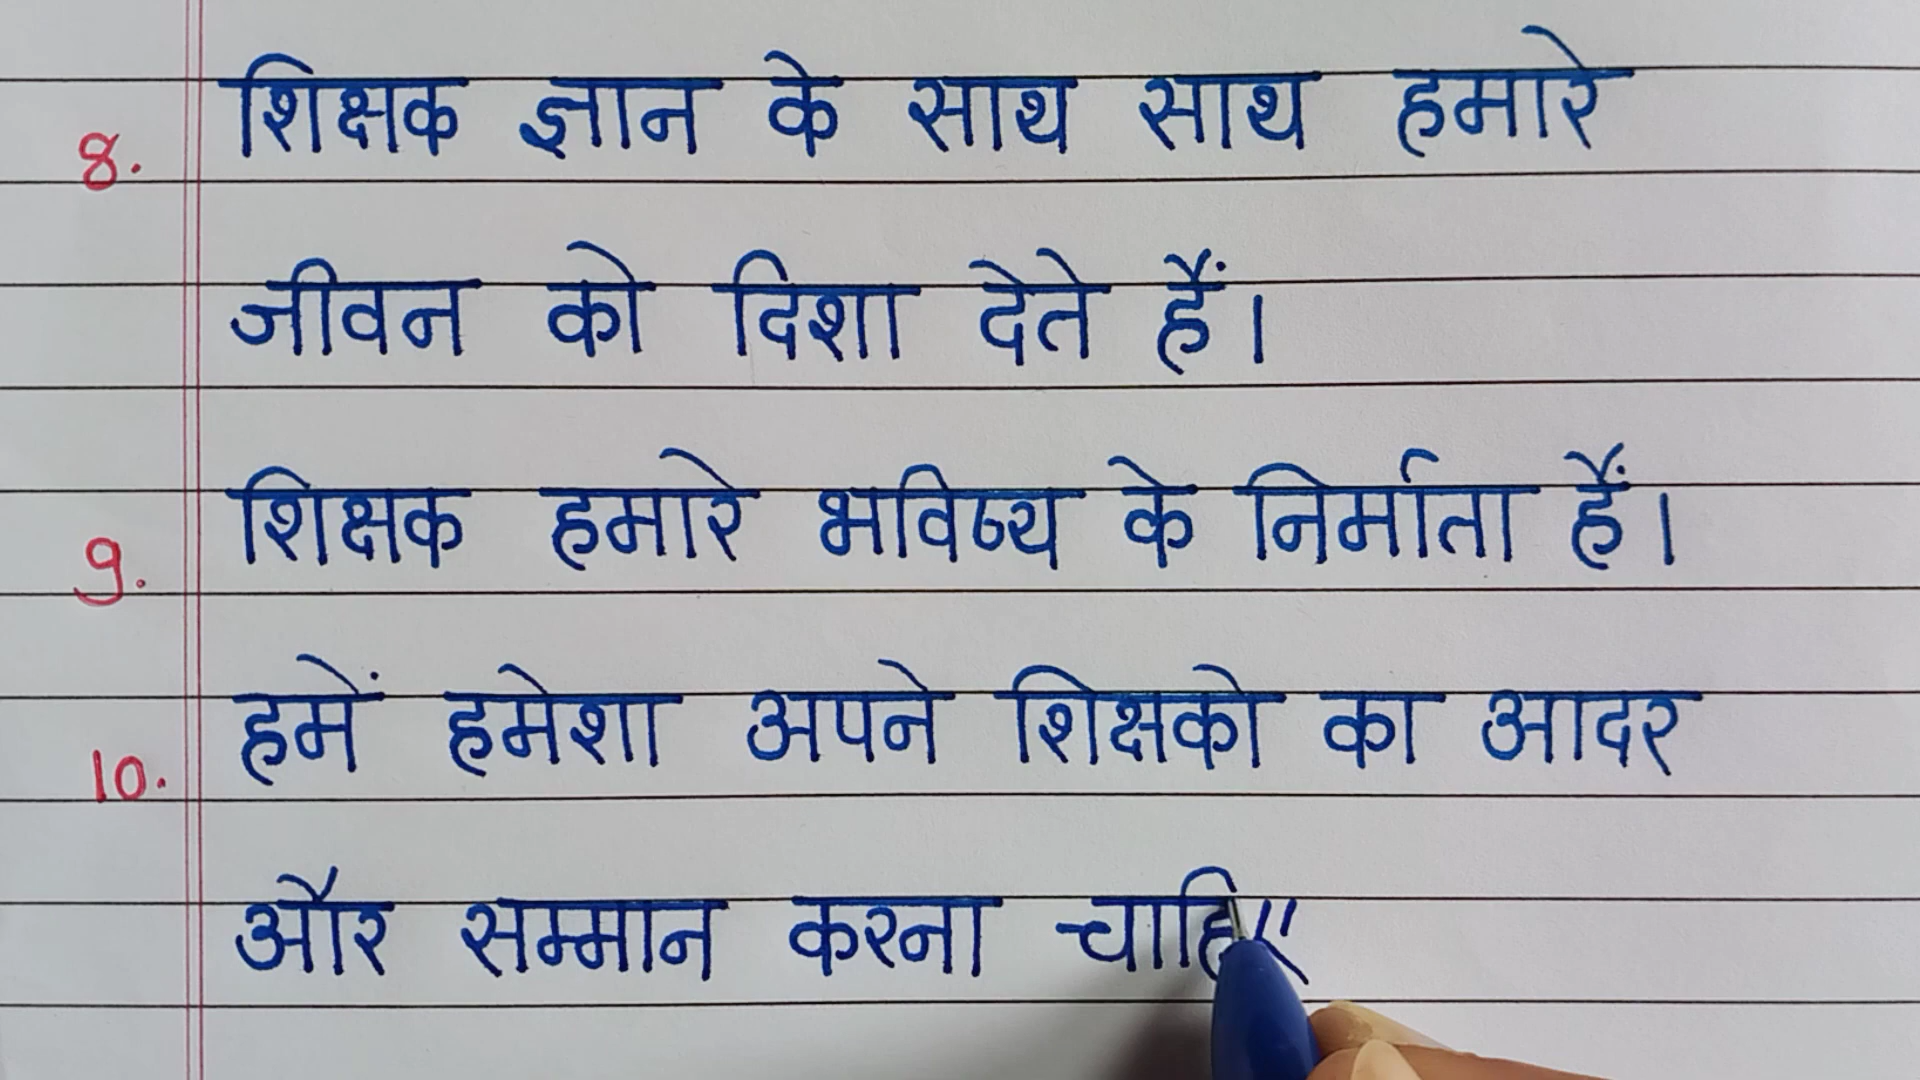 8. शिक्षक ज्ञान के साथ साथ हमारे
जीवन को दिशा देते हैं।
9. शिक्षक हमारे भविष्य के निर्माता हैं।
10. हमें हमेशा अपने शिक्षको का आदर
और सम्मान करना चाहिए